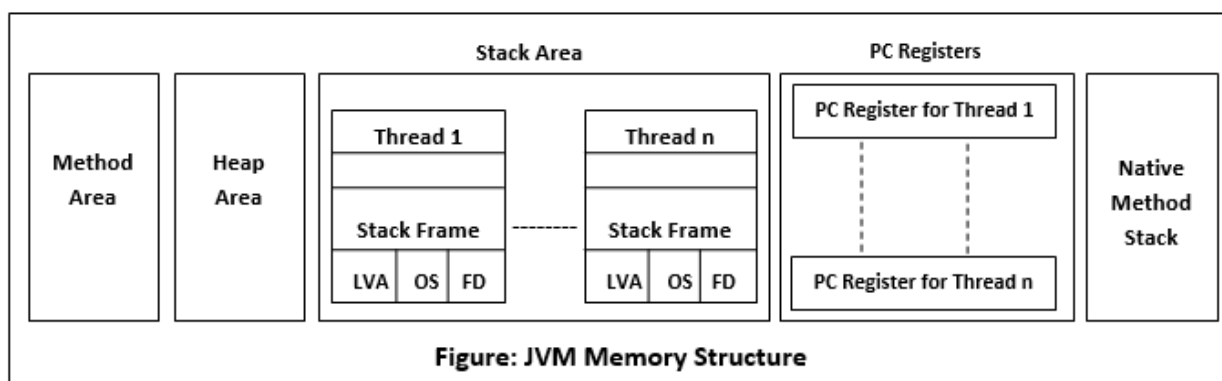 Stack Area
PC Registers
Method
Area
Heap
Area
Thread 1
Stack Frame
LVA
OS
FD
Thread n
Stack Frame
LVA
OS
FD
PC Register for Thread 1
PC Register for Thread n
Native
Method
Stack
Figure: JVM Memory Structure